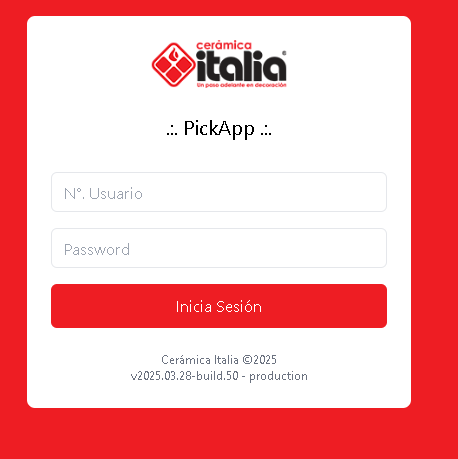 cerámica
italia
Un paso adelante en decoración
.:. PickApp .:.
N°. Usuario
Password
Inicia Sesión
Cerámica Italia ©2025
v2025.03.28-build.50 - production